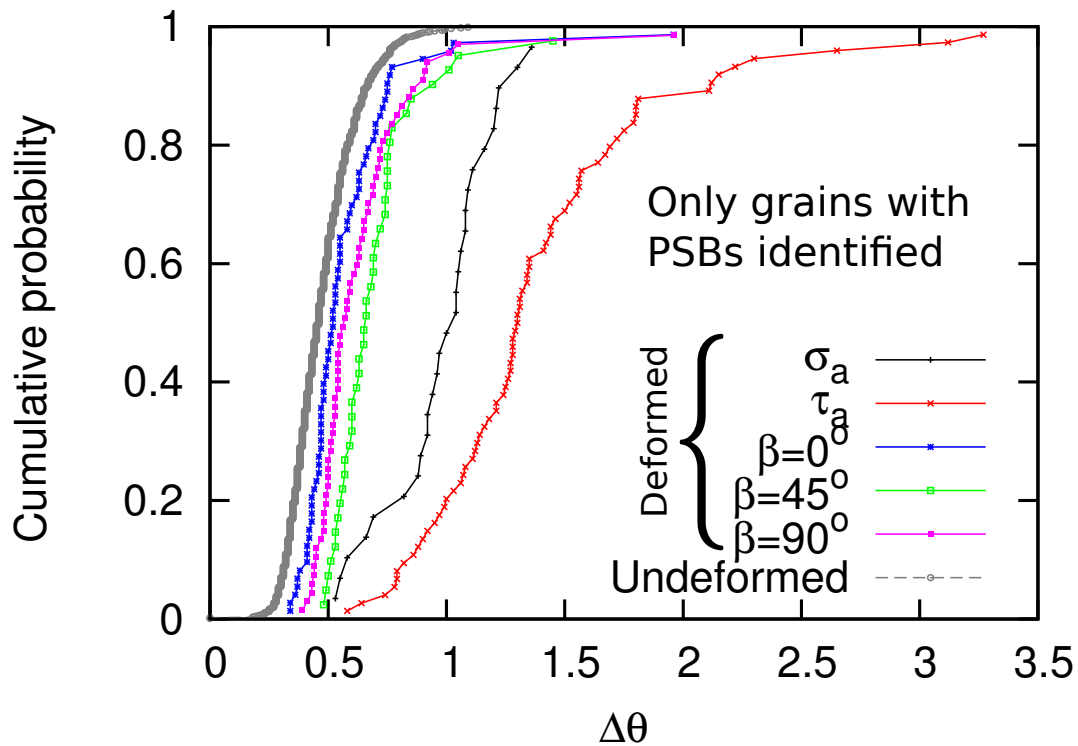 Cumulative probability
1
0.8
0.6
0.4
0.2
0
0 0.5 1 1.5 2 2.5 3 3.5
Δθ
Only grains with
PSBs identified
Deformed
σa
τa
β=0o
β=45o
β=90o
Undeformed